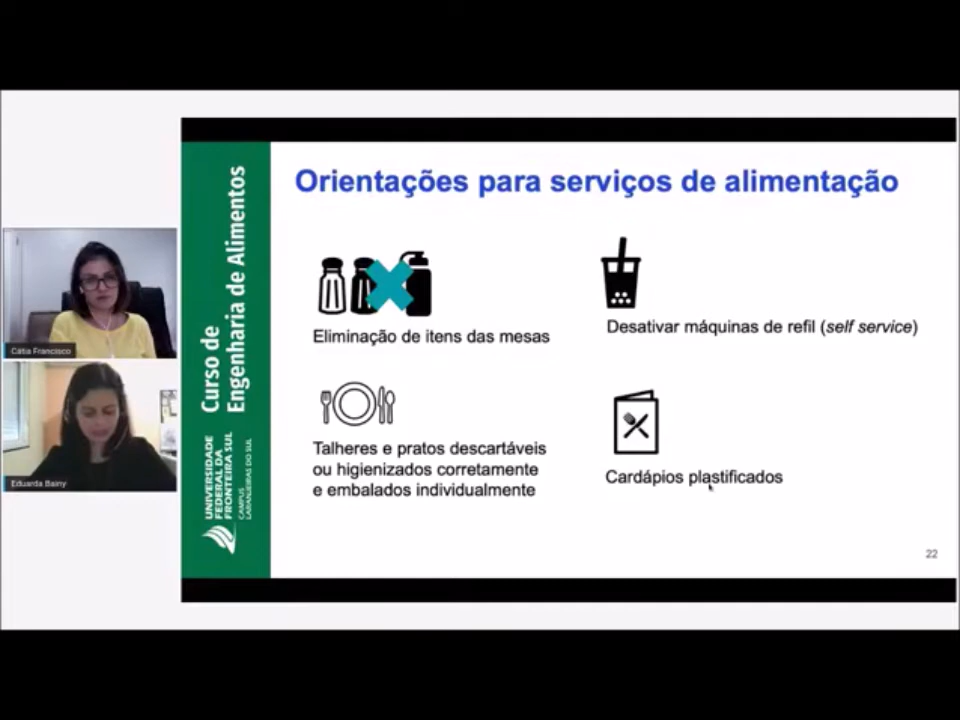 Orientações para serviços de alimentação
Eliminação de itens das mesas
Desativar máquinas de refil (self service)
Talheres e pratos descartáveis
ou higienizados corretamente
e embalados individualmente
Cardápios plastificados
22
Curso de
Engenharia de Alimentos
UNIVERSIDADE
FEDERAL DA
FRONTEIRA SUL
CAMPUS
LARANJEIRAS DO SUL
Cátia Francisco
Eduarda Bainy